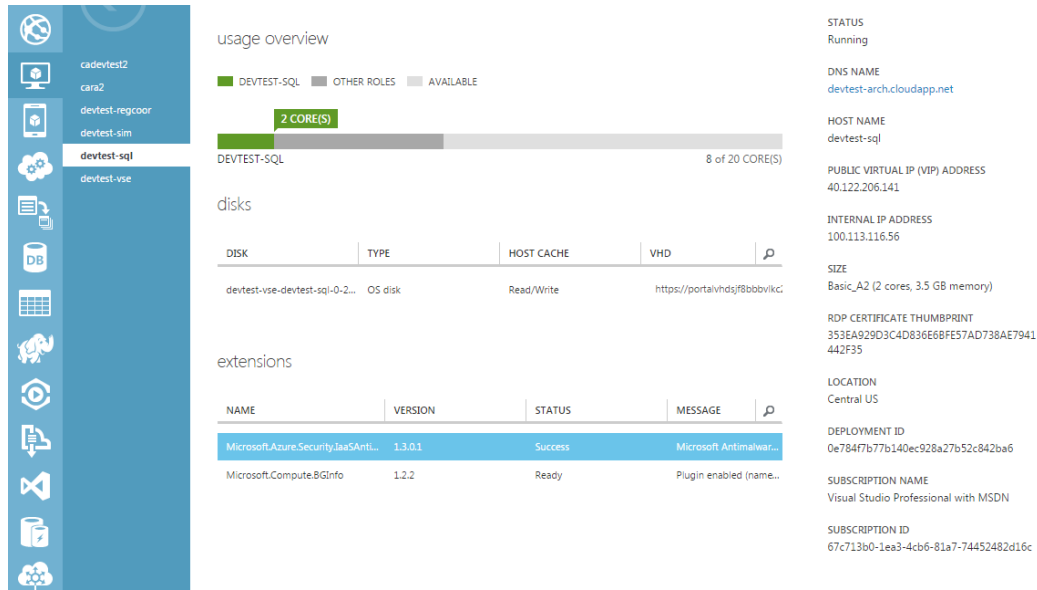 cadevtest2
cara2
devtest-regcoor
devtest-sim
devtest-sql
devtest-vse
DB
usage overview
DEVTEST-SQL OTHER ROLES AVAILABLE
2 CORE(S)
DEVTEST-SQL 8 of 20 CORE(S)
disks
DISK TYPE HOST CACHE VHD
devtest-vse-devtest-sql-0-2... OS disk Read/Write https://portalvhdsjf8bbbvikc2
extensions
NAME VERSION STATUS MESSAGE
Microsoft.Azure.Security.IaaSAnti... 1.3.0.1 Success Microsoft Antimalwar...
Microsoft.Compute.BGInfo 1.2.2 Ready Plugin enabled (name...
STATUS
Running
DNS NAME
devtest-arch.cloudapp.net
HOST NAME
devtest-sql
PUBLIC VIRTUAL IP (VIP) ADDRESS
40.122.206.141
INTERNAL IP ADDRESS
100.113.116.56
SIZE
Basic_A2 (2 cores, 3.5 GB memory)
RDP CERTIFICATE THUMBPRINT
353EA929D3C4D836E6BFE57AD738AE7941
442F35
LOCATION
Central US
DEPLOYMENT ID
0e784f7b77b140ec928a27b52c842ba6
SUBSCRIPTION NAME
Visual Studio Professional with MSDN
SUBSCRIPTION ID
67c713b0-1ea3-4cb6-81a7-74452482d16c